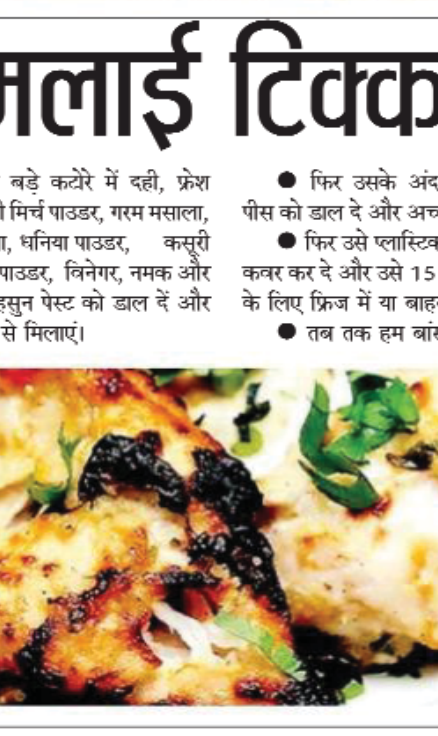 मलाई टिक्क
बड़े कटोरे में दही, फ्रेश
मिर्च पाउडर, गरम मसाला,
धनिया पाउडर, कसूरी
पाउडर, विनेगर, नमक और
पेस्ट को डाल दें और
से मिलाएं।
● फिर उसके अंद
पीस को डाल दे और अच
● फिर उसे प्लास्टिक
कवर कर दे और उसे 15
के लिए फ्रिज में या बाह
● तब तक हम बांस